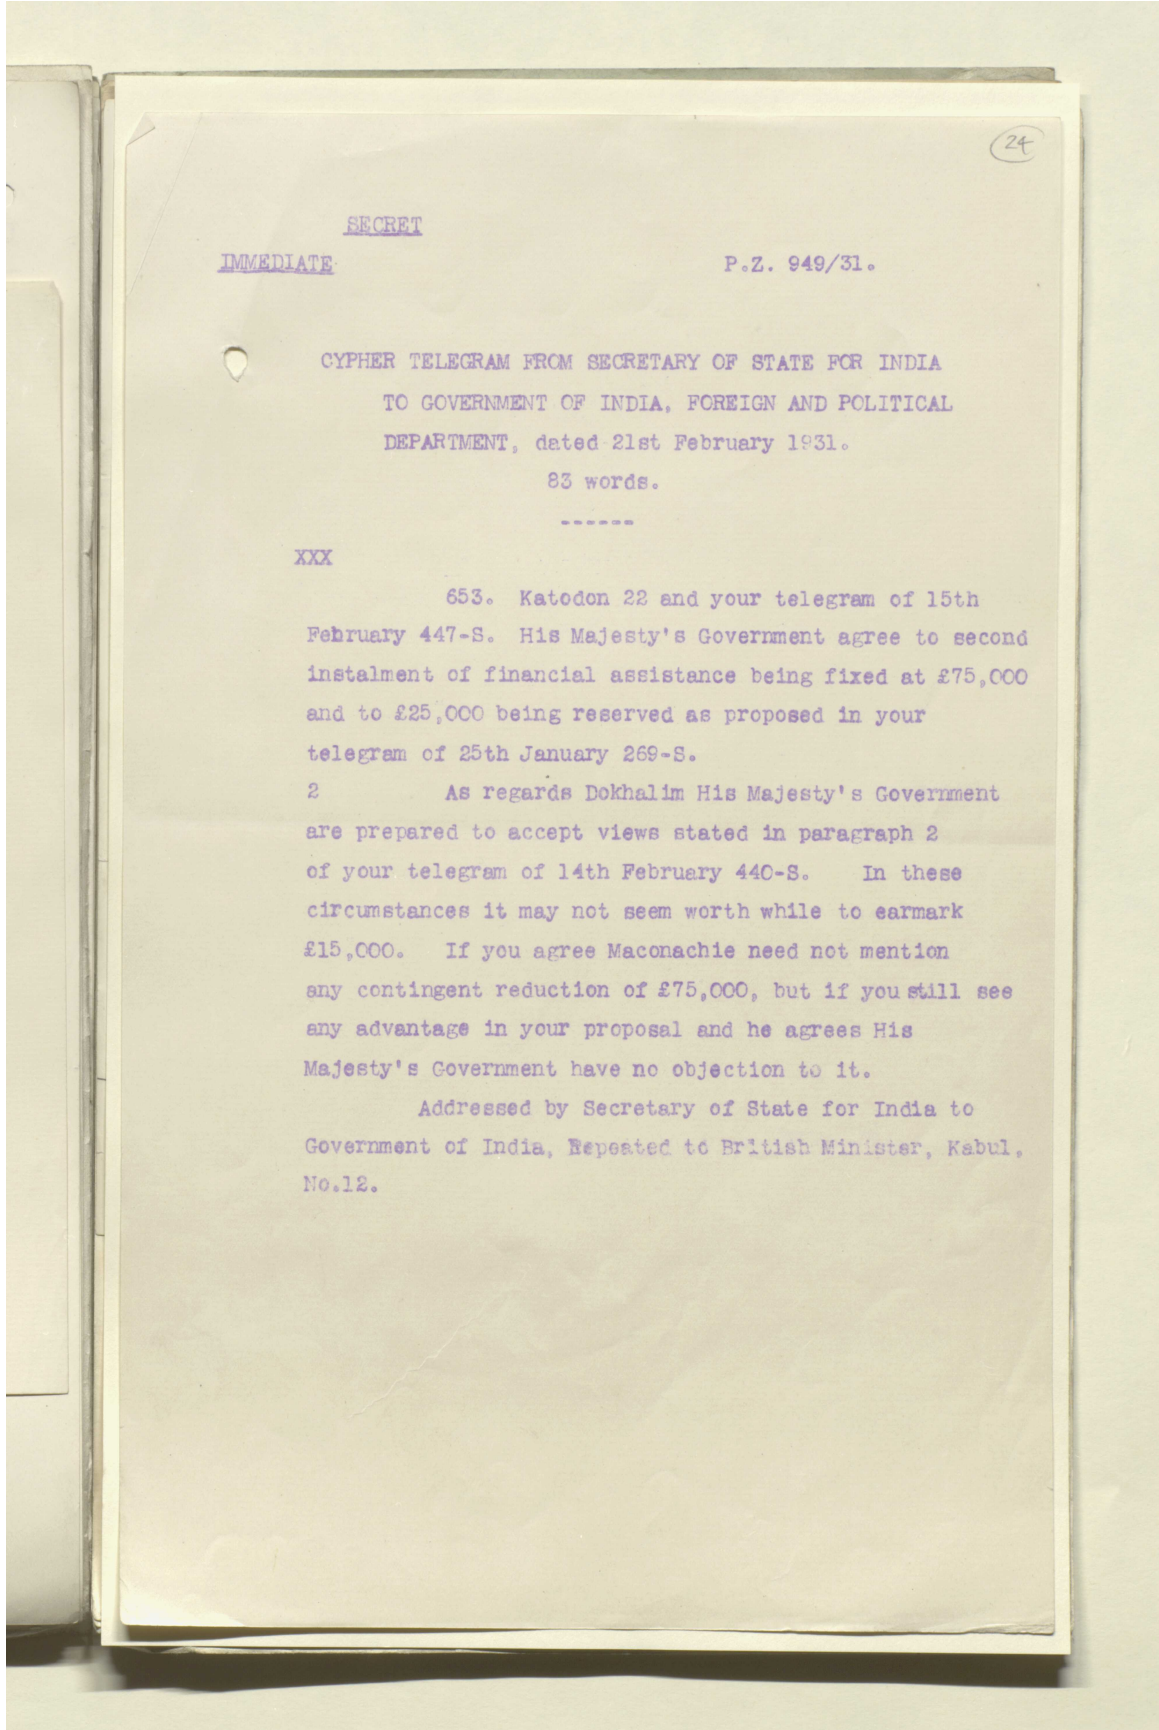 24
SECRET
IMMEDIATE
P.Z. 949/31.
CYPHER TELEGRAM FROM SECRETARY OF STATE FOR INDIA
TO GOVERNMENT OF INDIA, FOREIGN AND POLITICAL
DEPARTMENT, dated 21st February 1931.
83 words.
------
XXX
653. Katodon 22 and your telegram of 15th
February 447-S. His Majesty's Government agree to second
instalment of financial assistance being fixed at £75,000
and to £25,000 being reserved as proposed in your
telegram of 25th January 269-S.
2 As regards Dokhalim His Majesty's Government
are prepared to accept views stated in paragraph 2
of your telegram of 14th February 440-S. In these
circumstances it may not seem worth while to earmark
£15,000. If you agree Maconachie need not mention
any contingent reduction of £75,000, but if you still see
any advantage in your proposal and he agrees His
Majesty's Government have no objection to it.
Addressed by Secretary of State for India to
Government of India, Repeated to British Minister, Kabul,
No.12.